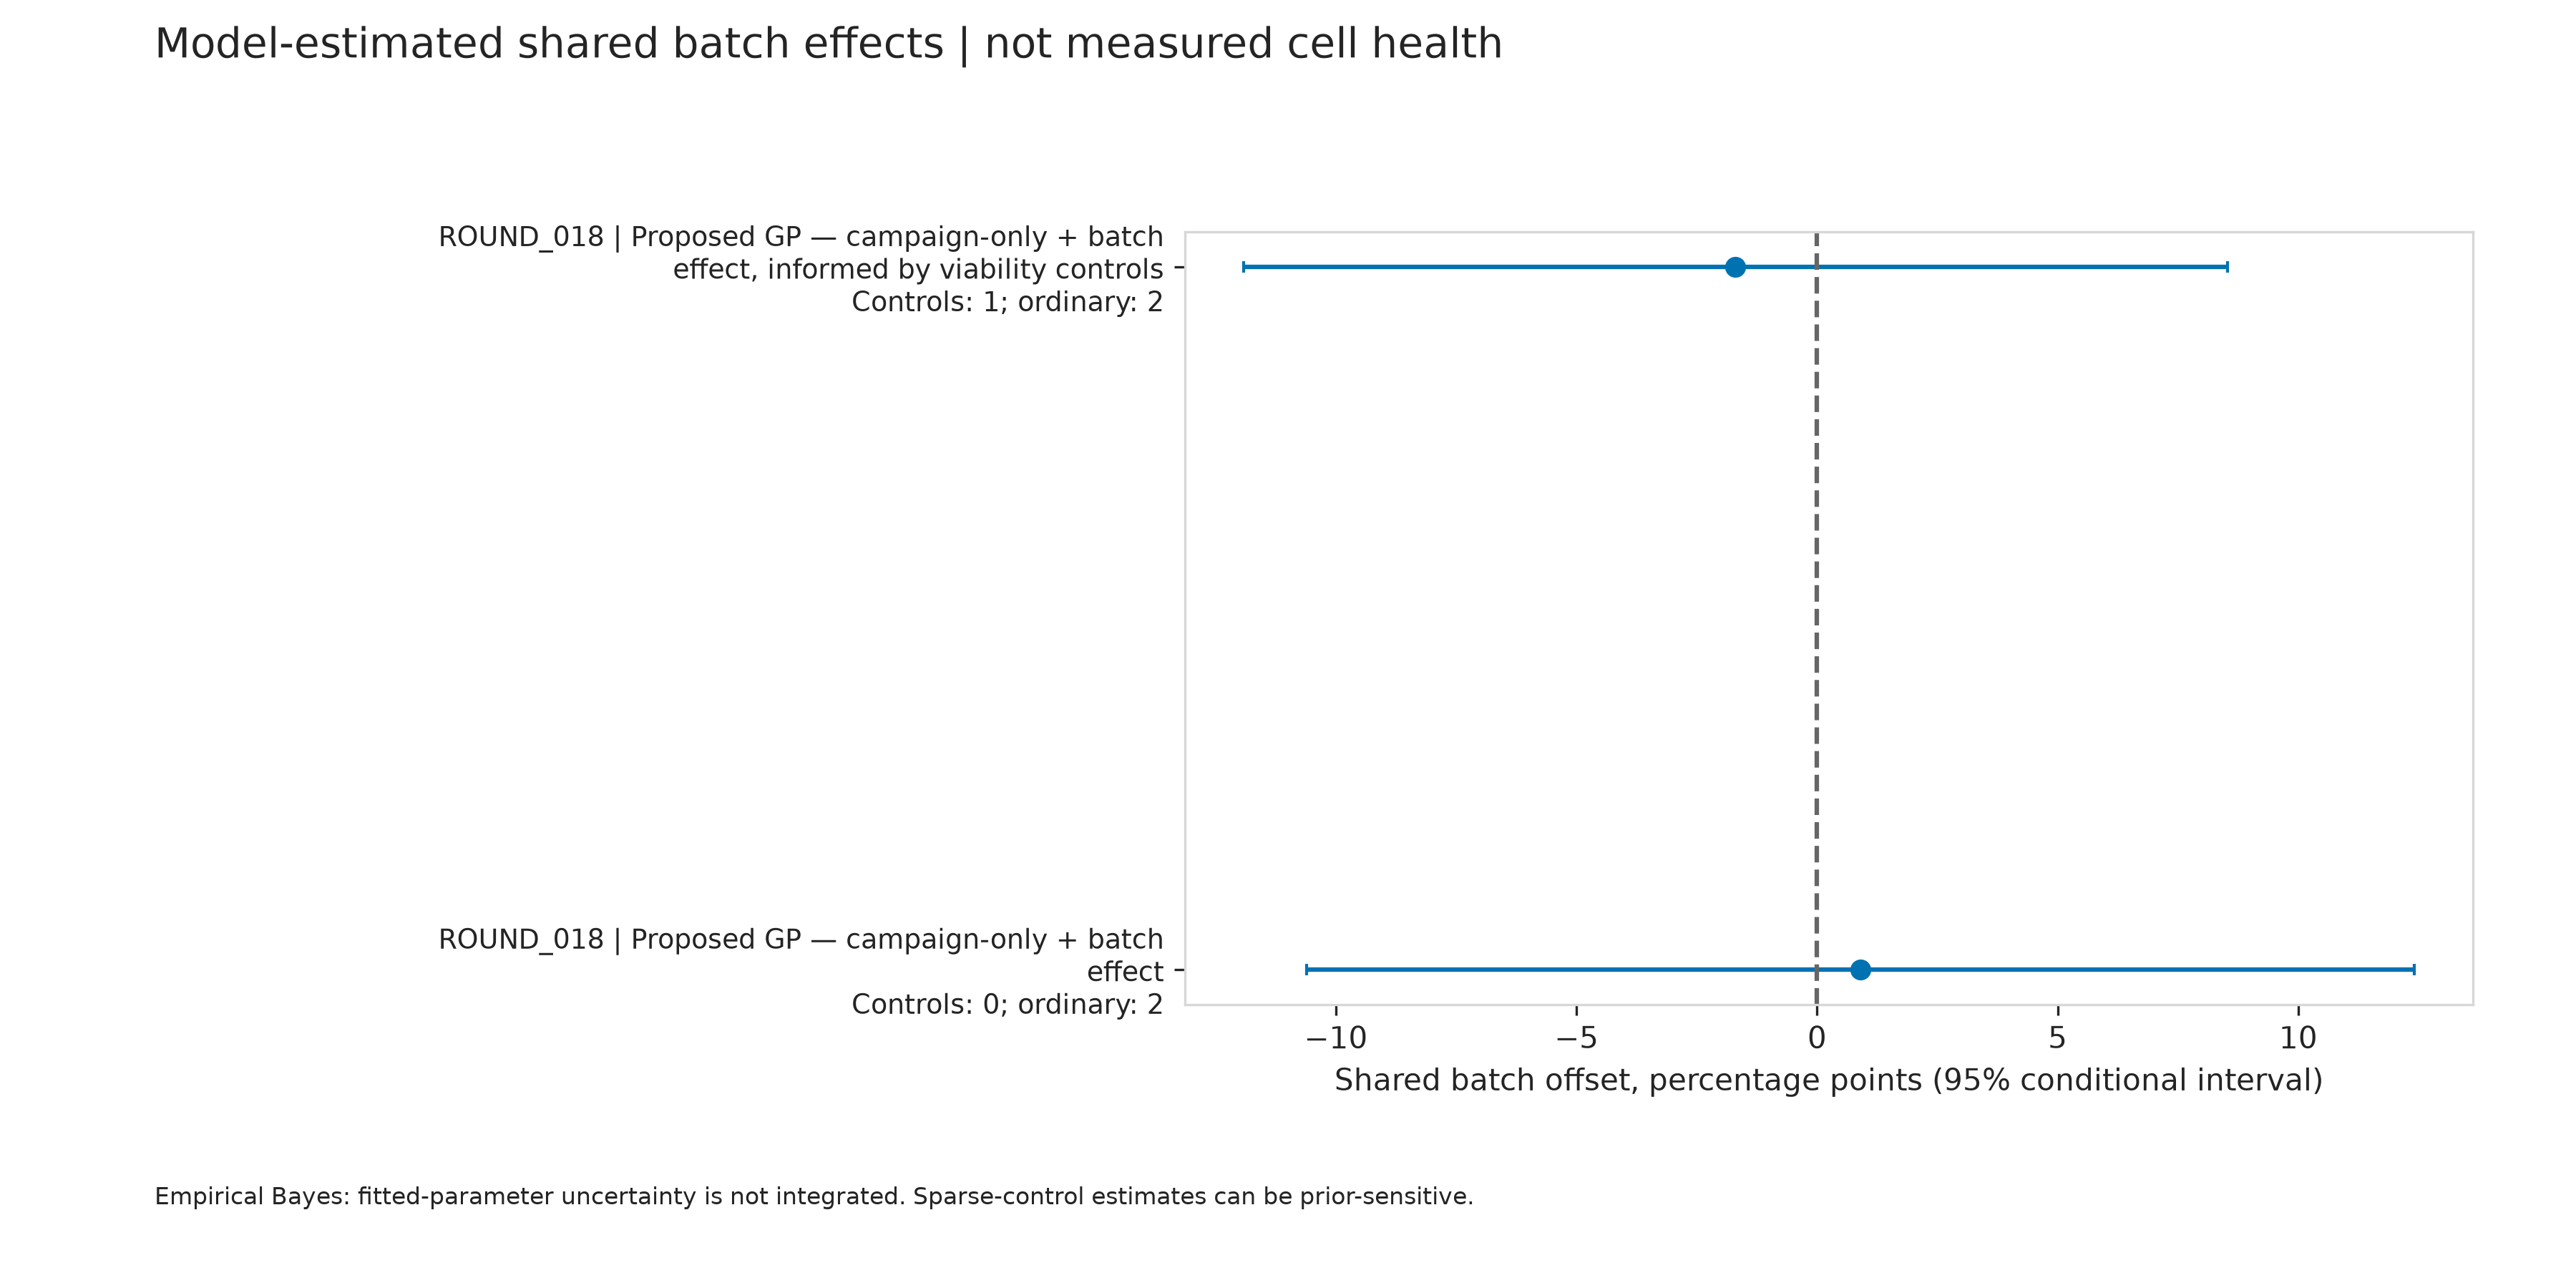 Model-estimated shared batch effects | not measured cell health
ROUND_018 | Proposed GP — campaign-only + batch
effect, informed by viability controls
Controls: 1; ordinary: 2
ROUND_018 | Proposed GP — campaign-only + batch
effect
Controls: 0; ordinary: 2
−10 −5 0 5 10
Shared batch offset, percentage points (95% conditional interval)
Empirical Bayes: fitted-parameter uncertainty is not integrated. Sparse-control estimates can be prior-sensitive.